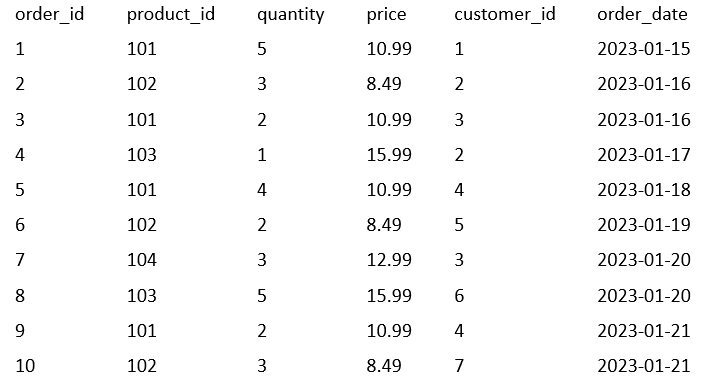 order_id product_id quantity price customer_id order_date
1 101 5 10.99 1 2023-01-15
2 102 3 8.49 2 2023-01-16
3 101 2 10.99 3 2023-01-16
4 103 1 15.99 2 2023-01-17
5 101 4 10.99 4 2023-01-18
6 102 2 8.49 5 2023-01-19
7 104 3 12.99 3 2023-01-20
8 103 5 15.99 6 2023-01-20
9 101 2 10.99 4 2023-01-21
10 102 3 8.49 7 2023-01-21